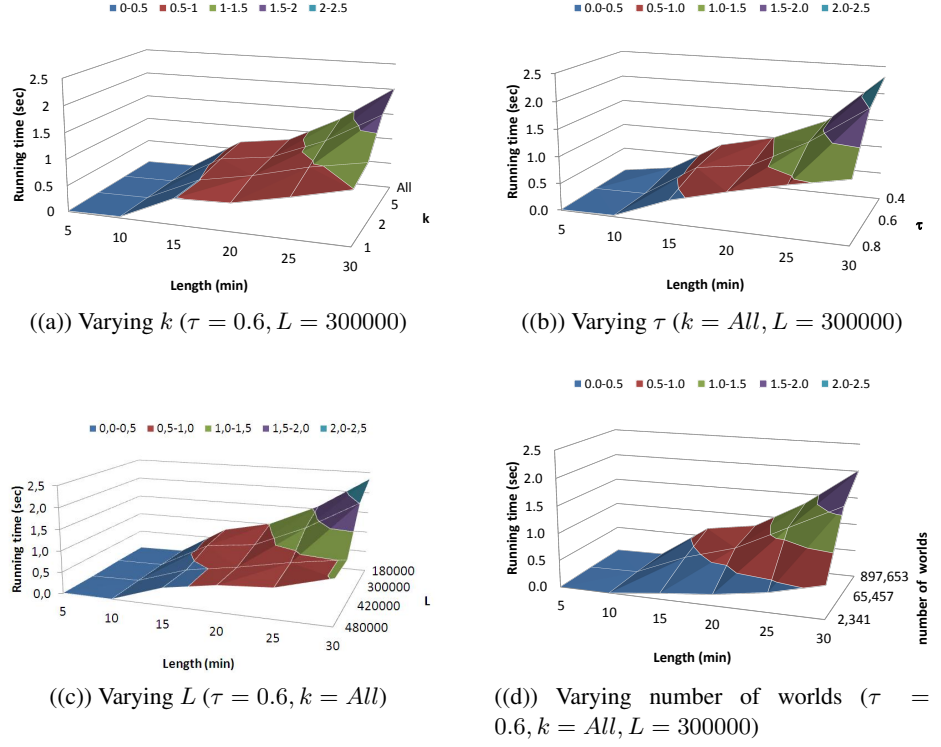 0-0.5 0.5-1 1-1.5 1.5-2 2-2.5
Running time (sec)
2.5
2
1.5
1
0.5
0
5 10 15 20 25 30
Length (min)
All
5
2
1
k
((a)) Varying k (τ = 0.6, L = 300000)
0.0-0.5 0.5-1.0 1.0-1.5 1.5-2.0 2.0-2.5
Running time (sec)
2.5
2.0
1.5
1.0
0.5
0.0
5 10 15 20 25 30
Length (min)
0.4
0.6
0.8
τ
((b)) Varying τ (k = All, L = 300000)
0,0-0,5 0,5-1,0 1,0-1,5 1,5-2,0 2,0-2,5
Running time (sec)
2,5
2,0
1,5
1,0
0,5
0,0
5 10 15 20 25 30
Length (min)
180000
300000
420000
480000
L
((c)) Varying L (τ = 0.6, k = All)
0.0-0.5 0.5-1.0 1.0-1.5 1.5-2.0 2.0-2.5
Running time (sec)
2.5
2.0
1.5
1.0
0.5
0.0
5 10 15 20 25 30
Length (min)
897,653
65,457
2,341
number of worlds
((d)) Varying number of worlds (τ =
0.6, k = All, L = 300000)